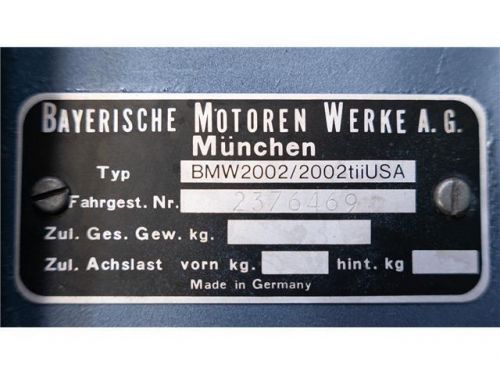 BAYERISCHE MOTOREN WERKE A.G.
München
Typ BMW2002/2002tiiUSA
Fahrgest. Nr. 2376469
Zul. Ges. Gew. kg.
Zul. Achslast vorn kg. hint. kg
Made in Germany